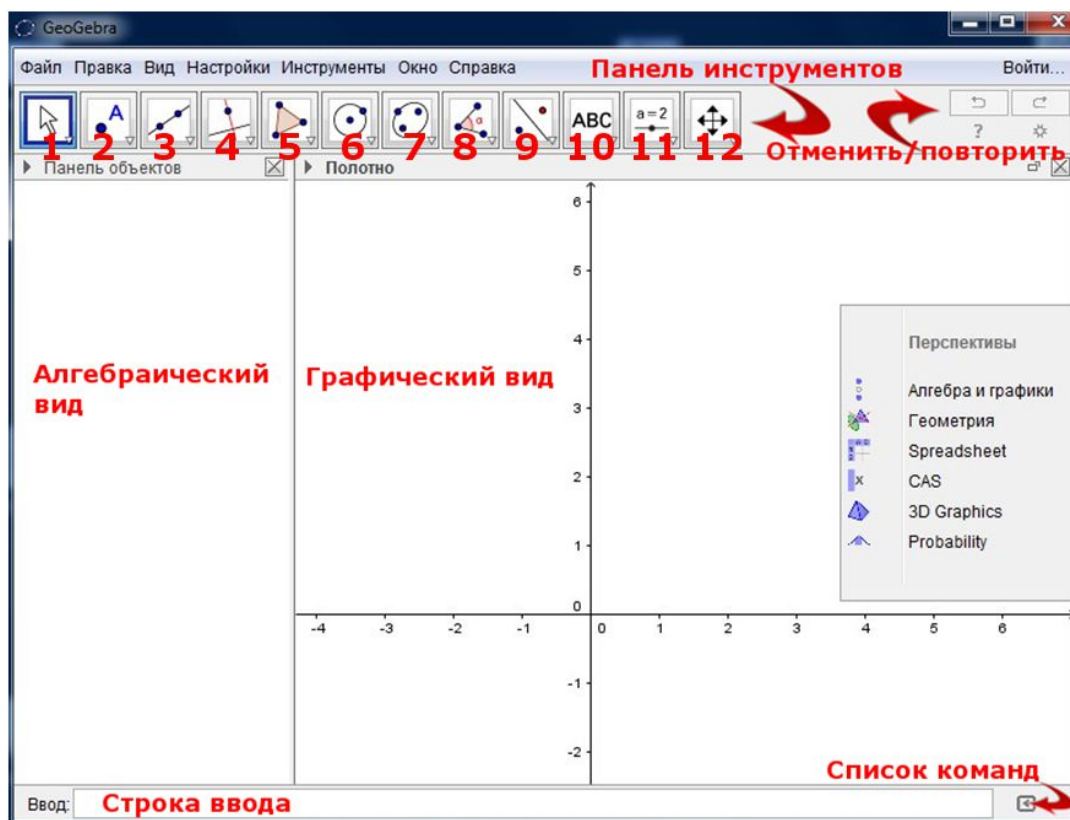 GeoGebra
Файл Правка Вид Настройки Инструменты Окно Справка
Панель инструментов
Войти...
A
α
ABC
a=2
1 2 3 4 5 6 7 8 9 10 11 12
?
Отменить/повторить
Панель объектов
Полотно
6
5
4
3
2
1
0
-4 -3 -2 -1 0 1 2 3 4 5 6
-1
-2
Алгебраический
вид
Графический вид
Перспективы
Алгебра и графики
Геометрия
Spreadsheet
CAS
3D Graphics
Probability
Список команд
Ввод:
Строка ввода